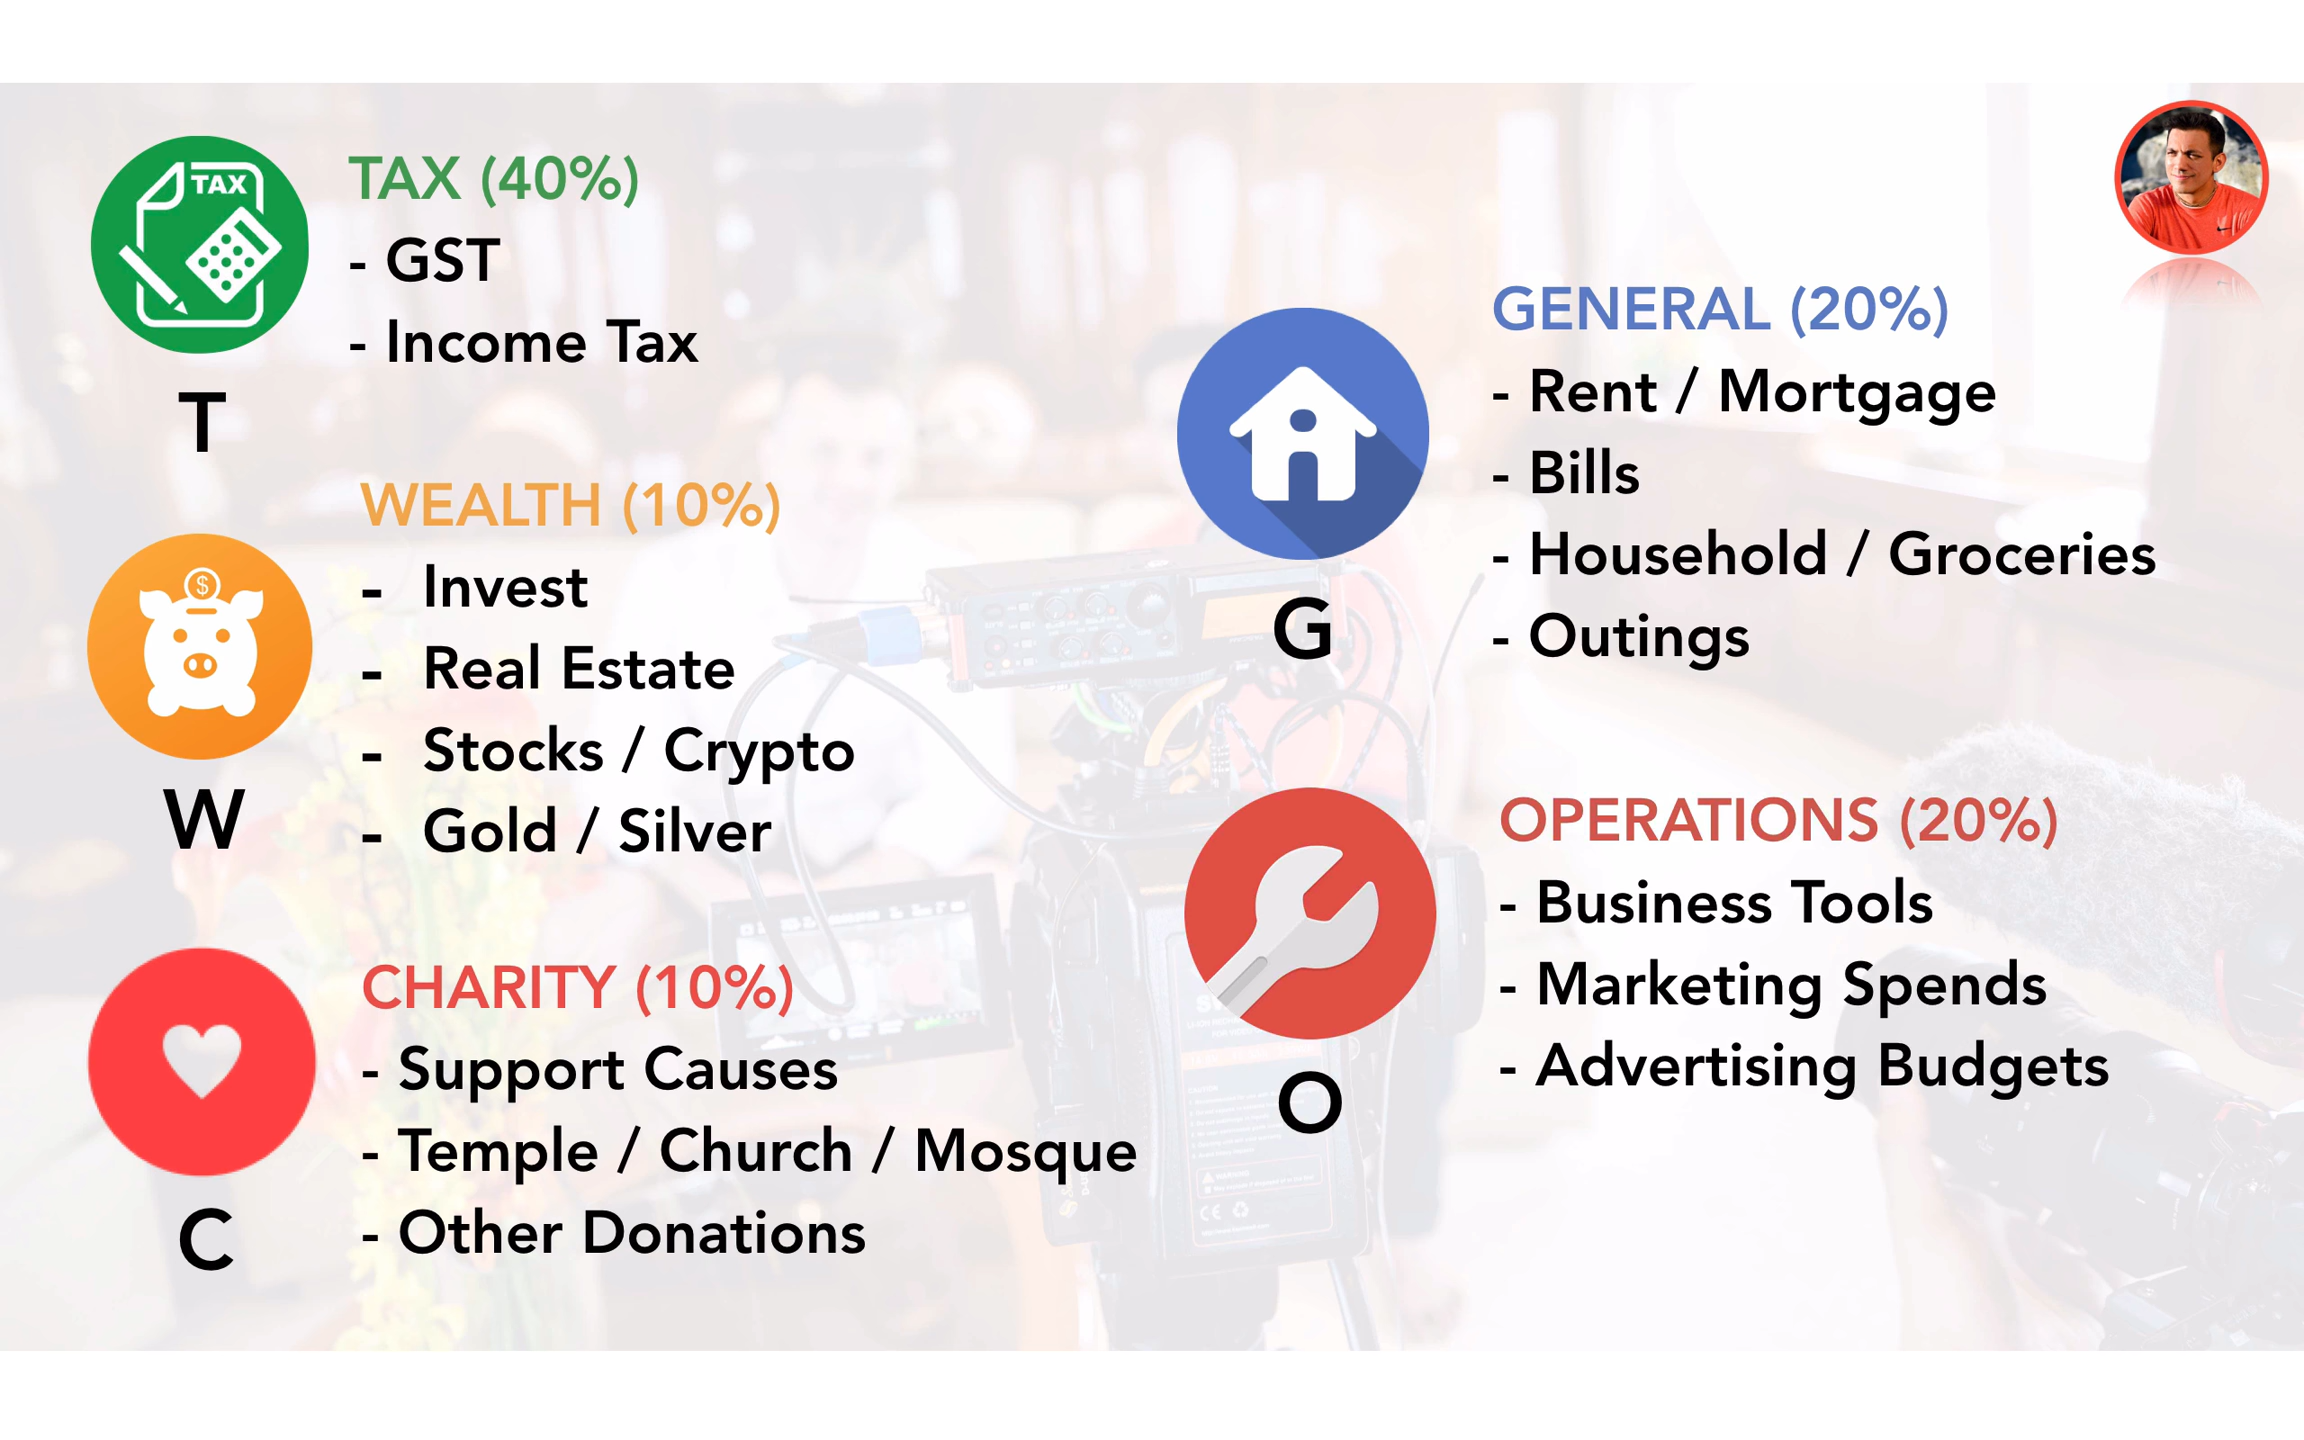 TAX
TAX (40%)
- GST
- Income Tax
T
WEALTH (10%)
- Invest
- Real Estate
- Stocks / Crypto
- Gold / Silver
$
W
CHARITY (10%)
- Support Causes
- Temple / Church / Mosque
- Other Donations
C
GENERAL (20%)
- Rent / Mortgage
- Bills
- Household / Groceries
- Outings
G
OPERATIONS (20%)
- Business Tools
- Marketing Spends
- Advertising Budgets
O